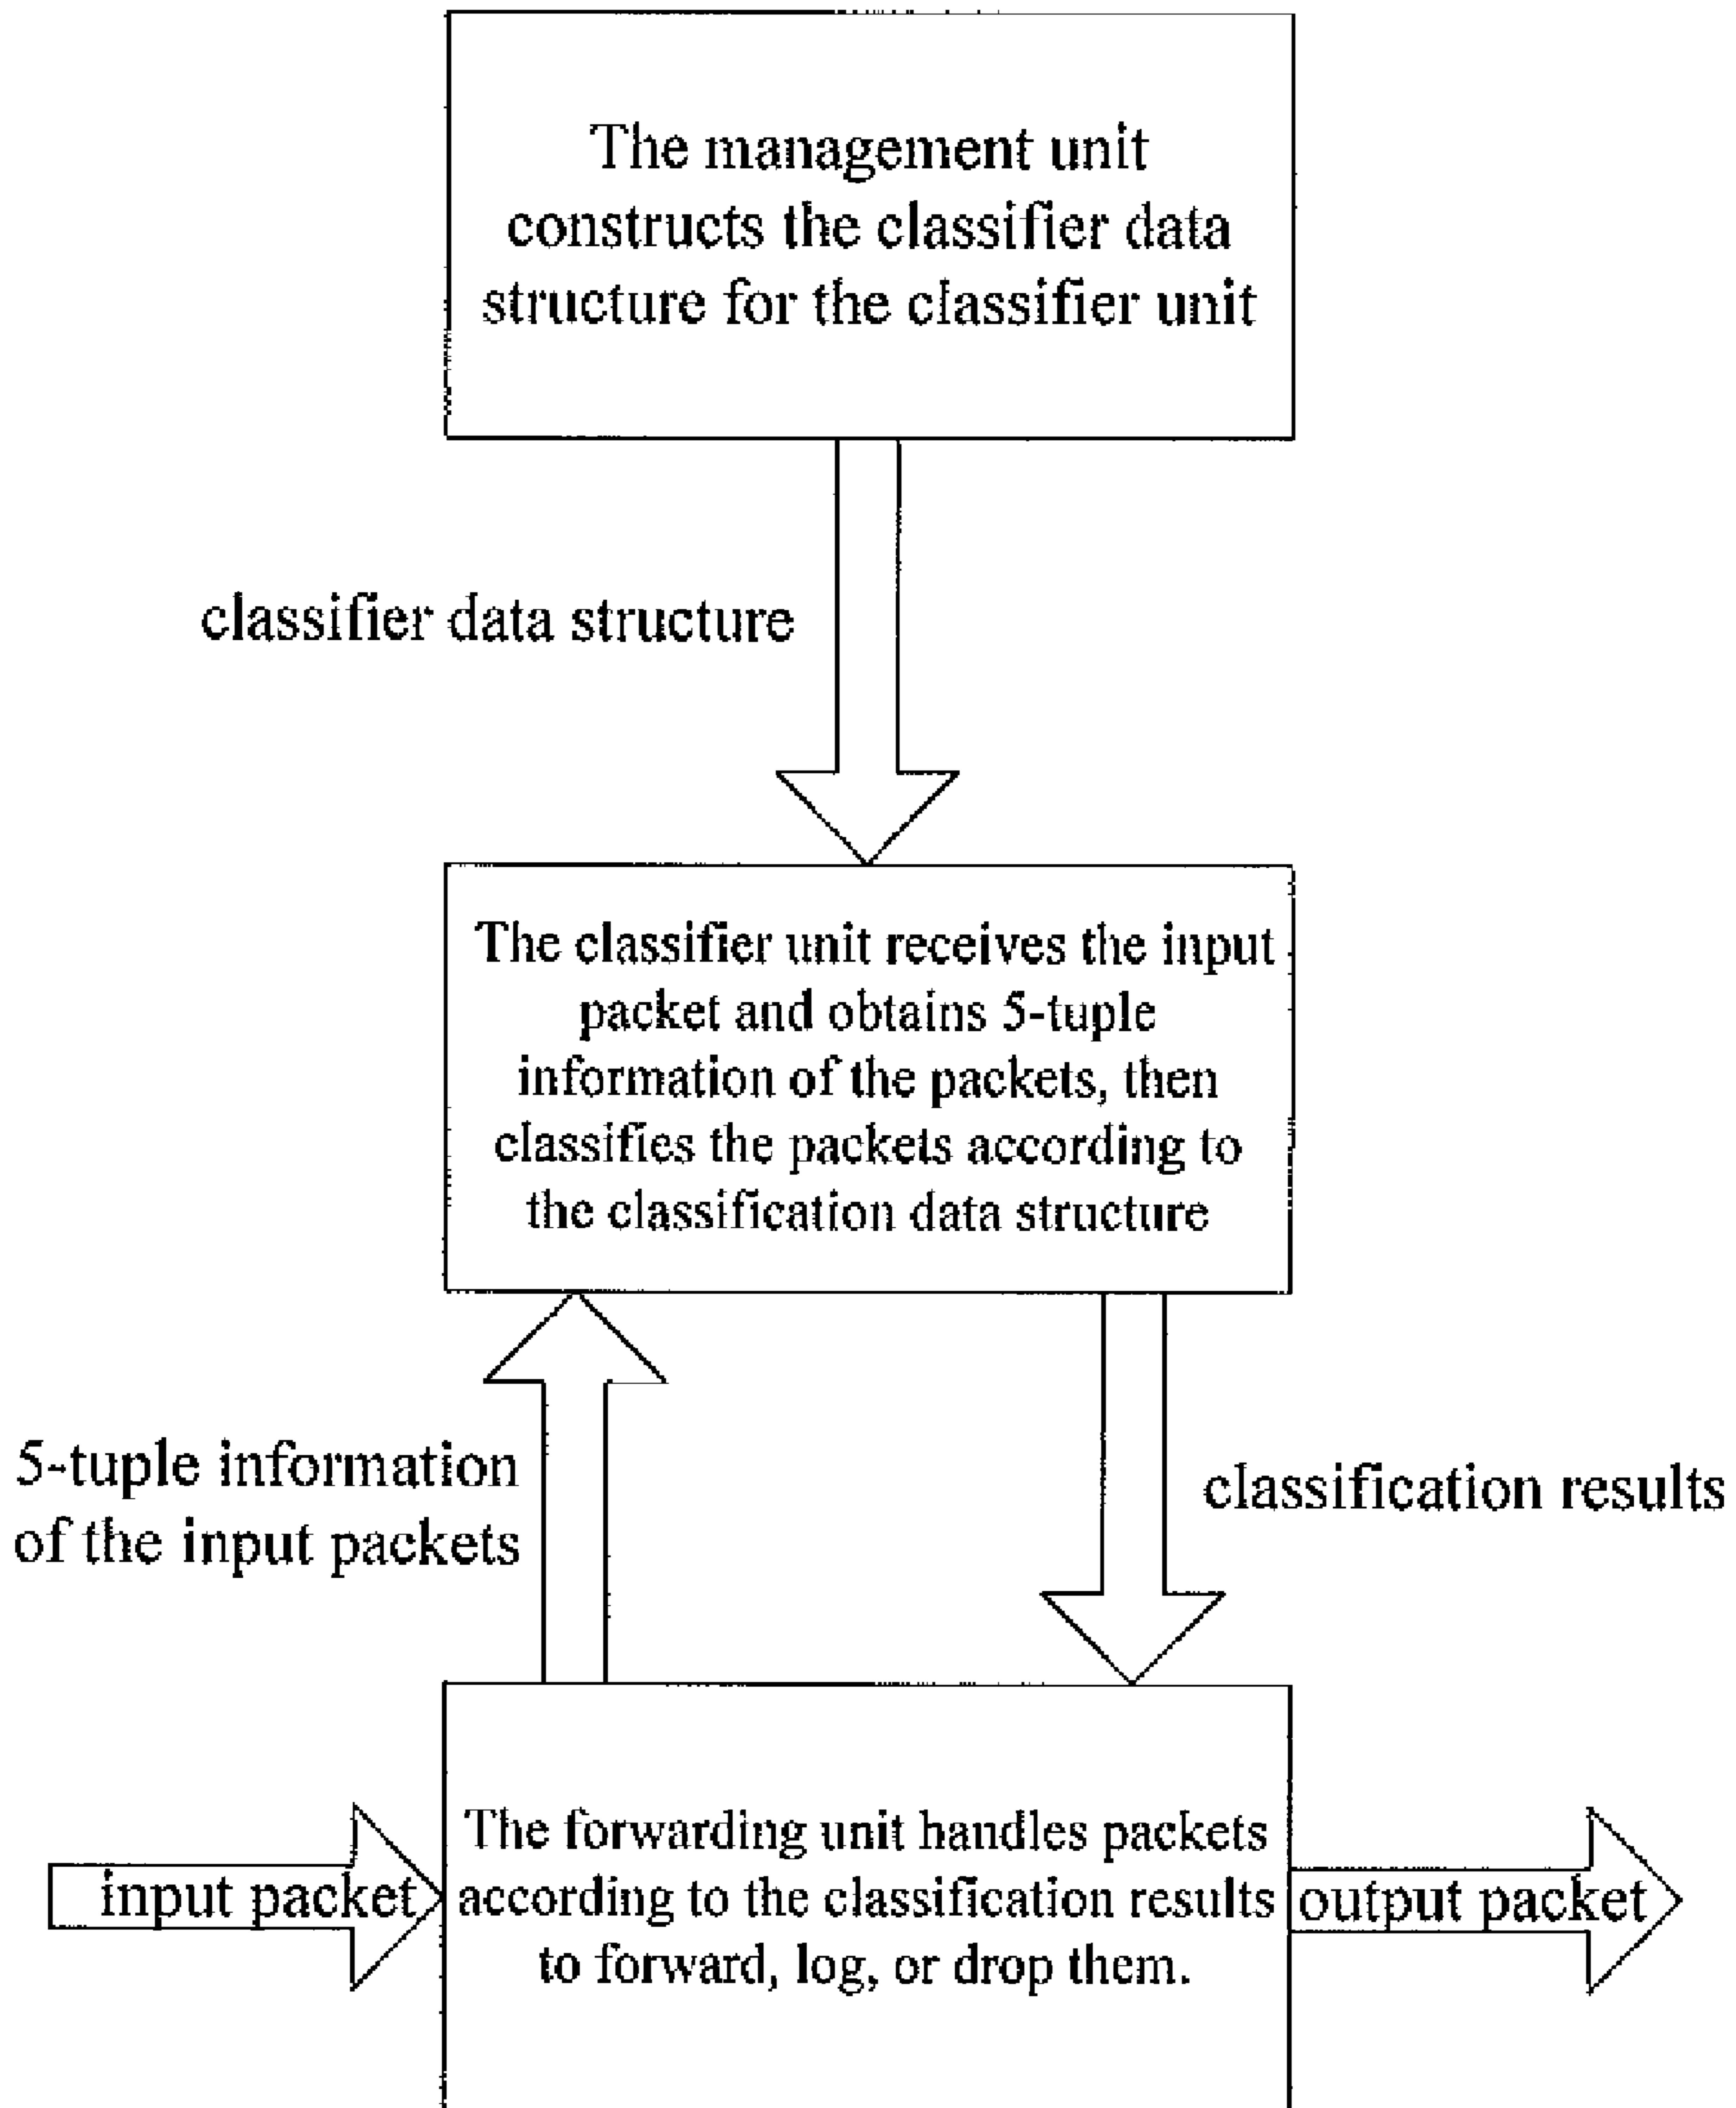 The management unit
constructs the classifier data
structure for the classifier unit
classifier data structure
The classifier unit receives the input
packet and obtains 5-tuple
information of the packets, then
classifies the packets according to
the classification data structure
5-tuple information
of the input packets
classification results
The forwarding unit handles packets
according to the classification results
to forward, log, or drop them.
input packet
output packet